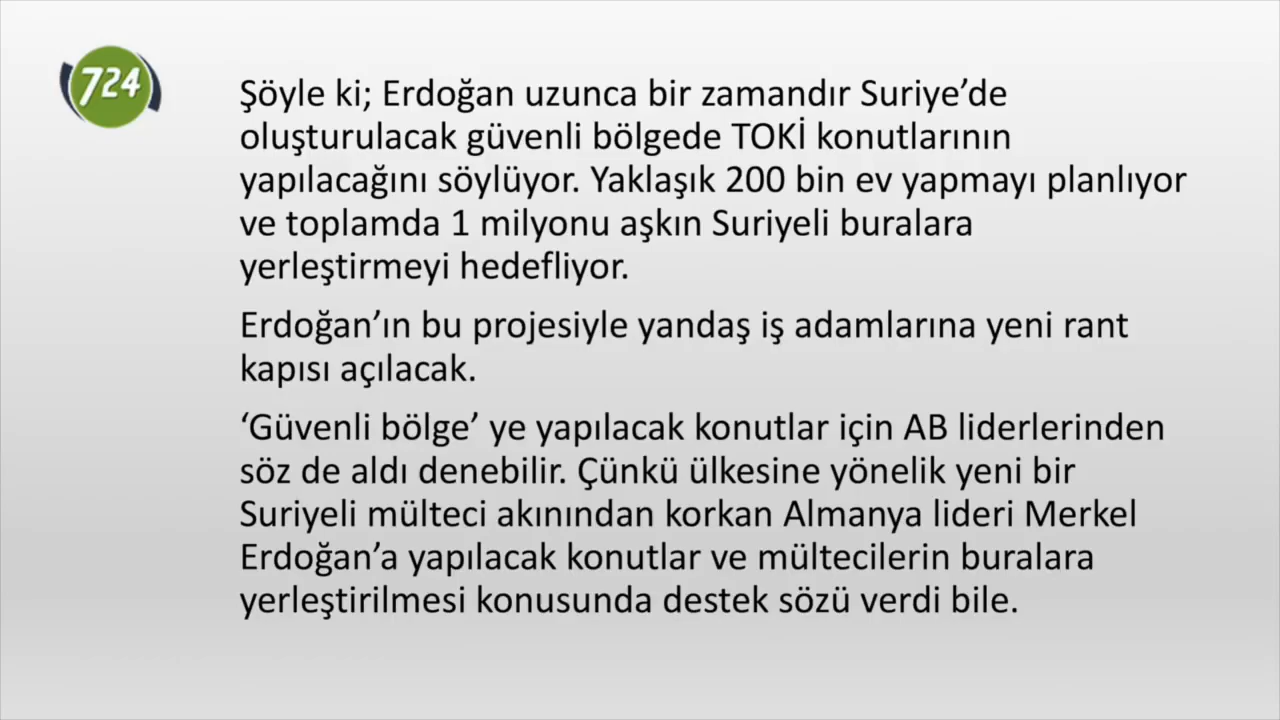 724
Şöyle ki; Erdoğan uzunca bir zamandır Suriye’de
oluşturulacak güvenli bölgede TOKİ konutlarının
yapılacağını söylüyor. Yaklaşık 200 bin ev yapmayı planlıyor
ve toplamda 1 milyonu aşkın Suriyeli buralara
yerleştirmeyi hedefliyor.
Erdoğan’ın bu projesiyle yandaş iş adamlarına yeni rant
kapısı açılacak.
‘Güvenli bölge’ ye yapılacak konutlar için AB liderlerinden
söz de aldı denebilir. Çünkü ülkesine yönelik yeni bir
Suriyeli mülteci akınından korkan Almanya lideri Merkel
Erdoğan’a yapılacak konutlar ve mültecilerin buralara
yerleştirilmesi konusunda destek sözü verdi bile.